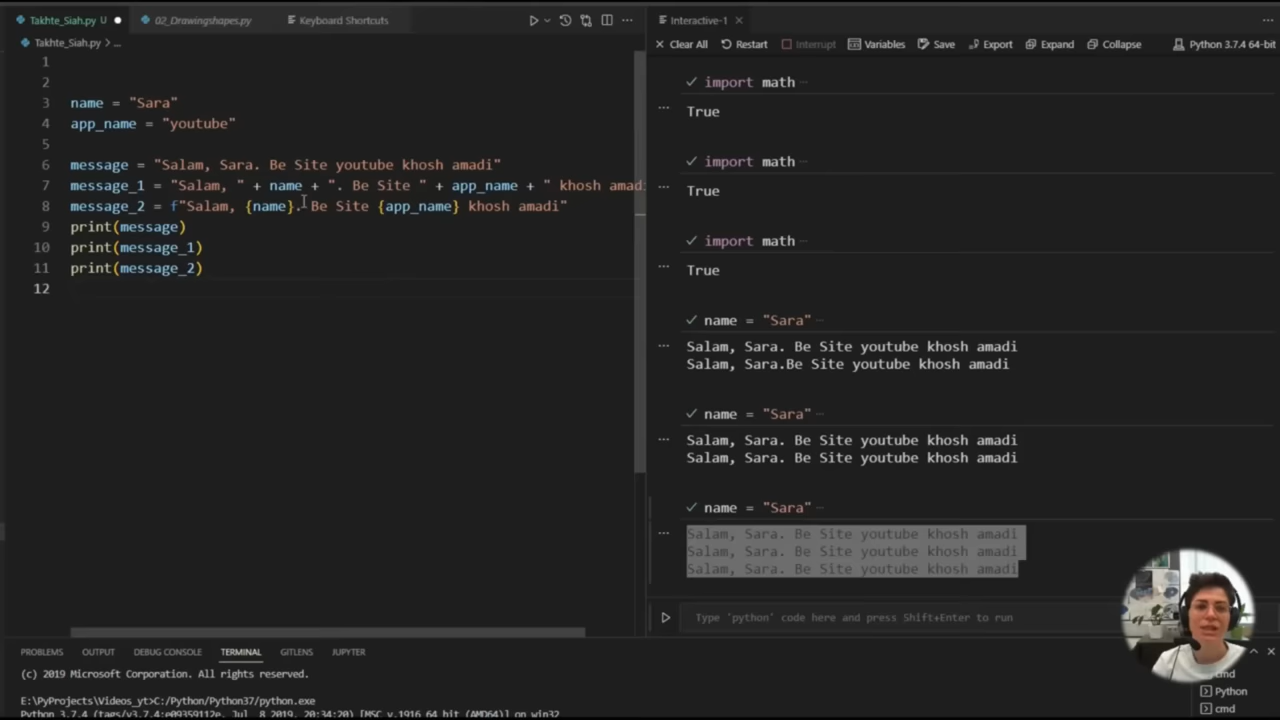 Takhte_Siah.py U
02_Drawingshapes.py
Keyboard Shortcuts
Takhte_Siah.py > ...
1
2
3 name = "Sara"
4 app_name = "youtube"
5
6 message = "Salam, Sara. Be Site youtube khosh amadi"
7 message_1 = "Salam, " + name + ". Be Site " + app_name + " khosh amadi
8 message_2 = f"Salam, {name}. Be Site {app_name} khosh amadi"
9 print(message)
10 print(message_1)
11 print(message_2)
12
Interactive-1
Clear All Restart Interrupt Variables Save Export Expand Collapse Python 3.7.4 64-bit
import math
True
import math
True
import math
True
name = "Sara"
Salam, Sara. Be Site youtube khosh amadi
Salam, Sara.Be Site youtube khosh amadi
name = "Sara"
Salam, Sara. Be Site youtube khosh amadi
Salam, Sara. Be Site youtube khosh amadi
name = "Sara"
Salam, Sara. Be Site youtube khosh amadi
Salam, Sara. Be Site youtube khosh amadi
Salam, Sara. Be Site youtube khosh amadi
Type 'python' code here and press Shift+Enter to run
PROBLEMS OUTPUT DEBUG CONSOLE TERMINAL GITLENS JUPYTER
(c) 2019 Microsoft Corporation. All rights reserved.
E:\PyProjects\Videos_yt>C:/Python/Python37/python.exe
Python 3.7.4 (tags/v3.7.4:e09359112e, Jul 8 2019, 20:34:20) [MSC v.1916 64 bit (AMD64)] on win32
cmd
Python
cmd